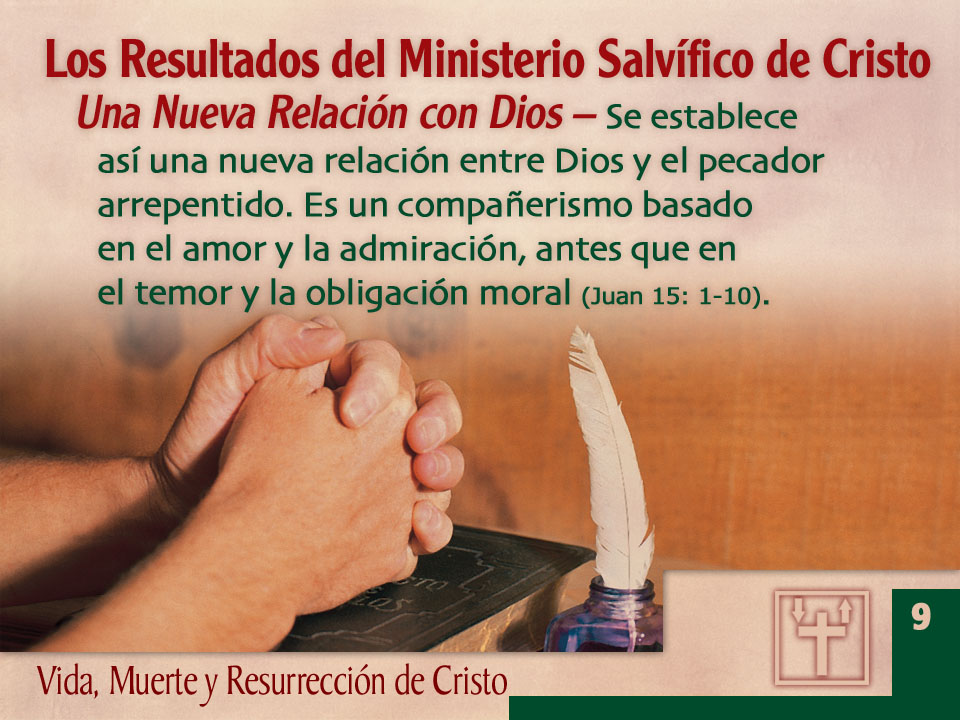 Los Resultados del Ministerio Salvífico de Cristo
Una Nueva Relación con Dios – Se establece
así una nueva relación entre Dios y el pecador
arrepentido. Es un compañerismo basado
en el amor y la admiración, antes que en
el temor y la obligación moral (Juan 15: 1-10).
9
Vida, Muerte y Resurrección de Cristo